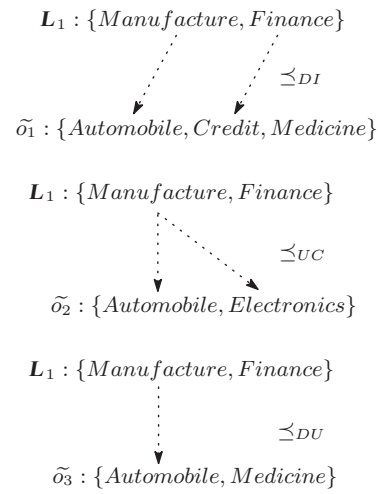 L₁ : {Manufacture, Finance}
⪯DI
õ₁ : {Automobile, Credit, Medicine}
L₁ : {Manufacture, Finance}
⪯UC
õ₂ : {Automobile, Electronics}
L₁ : {Manufacture, Finance}
⪯DU
õ₃ : {Automobile, Medicine}